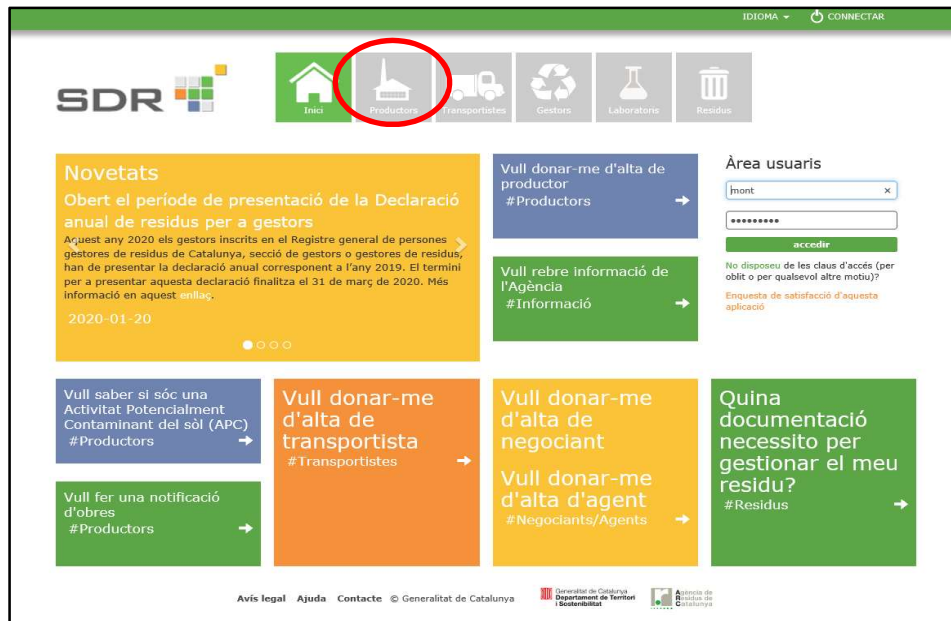 IDIOMA CONNECTAR
SDR
Inici Productors Transportistes Gestors Laboratoris Residus
Novetats
Obert el període de presentació de la Declaració
anual de residus per a gestors
Aquest any 2020 els gestors inscrits en el Registre general de persones
gestores de residus de Catalunya, secció de gestors o gestores de residus,
han de presentar la declaració anual corresponent a l'any 2019. El termini
per a presentar aquesta declaració finalitza el 31 de març de 2020. Més
informació en aquest enllaç.
2020-01-20
Vull donar-me d'alta de
productor
#Productors
Vull rebre informació de
l'Agència
#Informació
Àrea usuaris
mont
accedir
No disposeu de les claus d'accés (per
oblit o per qualsevol altre motiu)?
Enquesta de satisfacció d'aquesta
aplicació
Vull saber si sóc una
Activitat Potencialment
Contaminant del sòl (APC)
#Productors
Vull fer una notificació
d'obres
#Productors
Vull donar-me
d'alta de
transportista
#Transportistes
Vull donar-me
d'alta de
negociant
Vull donar-me
d'alta d'agent
#Negociants/Agents
Quina
documentació
necessito per
gestionar el meu
residu?
#Residus
Avís legal Ajuda Contacte © Generalitat de Catalunya
Generalitat de Catalunya
Departament de Territori
i Sostenibilitat
Agència de
Residus de
Catalunya